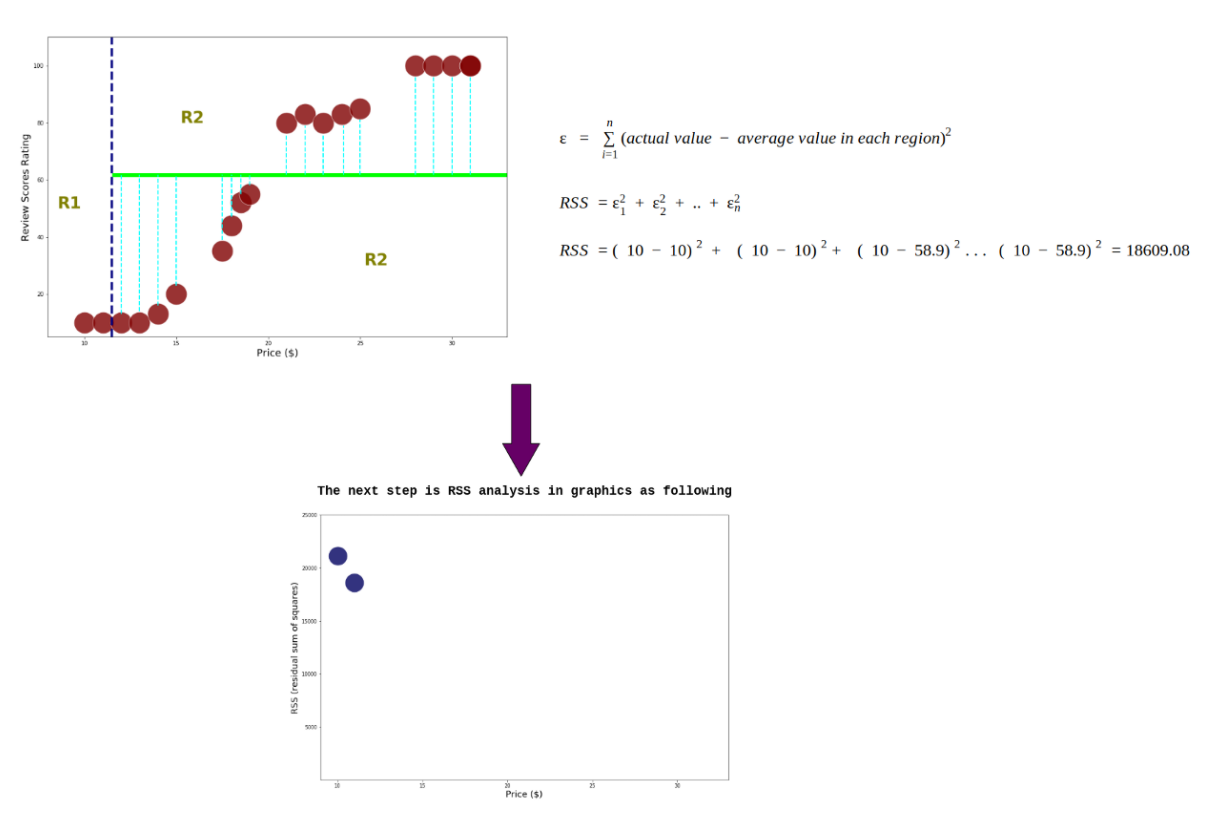 100
80
60
40
20
Review Scores Rating
R2
R1
R2
10 15 20 25 30
Price ($)
ε = n∑i=1 (actual value − average value in each region)²
RSS = ε₁² + ε₂² + .. + εₙ²
RSS = ( 10 − 10)² + ( 10 − 10)² + ( 10 − 58.9)² . . . ( 10 − 58.9)² = 18609.08
The next step is RSS analysis in graphics as following
25000
20000
15000
10000
5000
RSS (residual sum of squares)
10 15 20 25 30
Price ($)